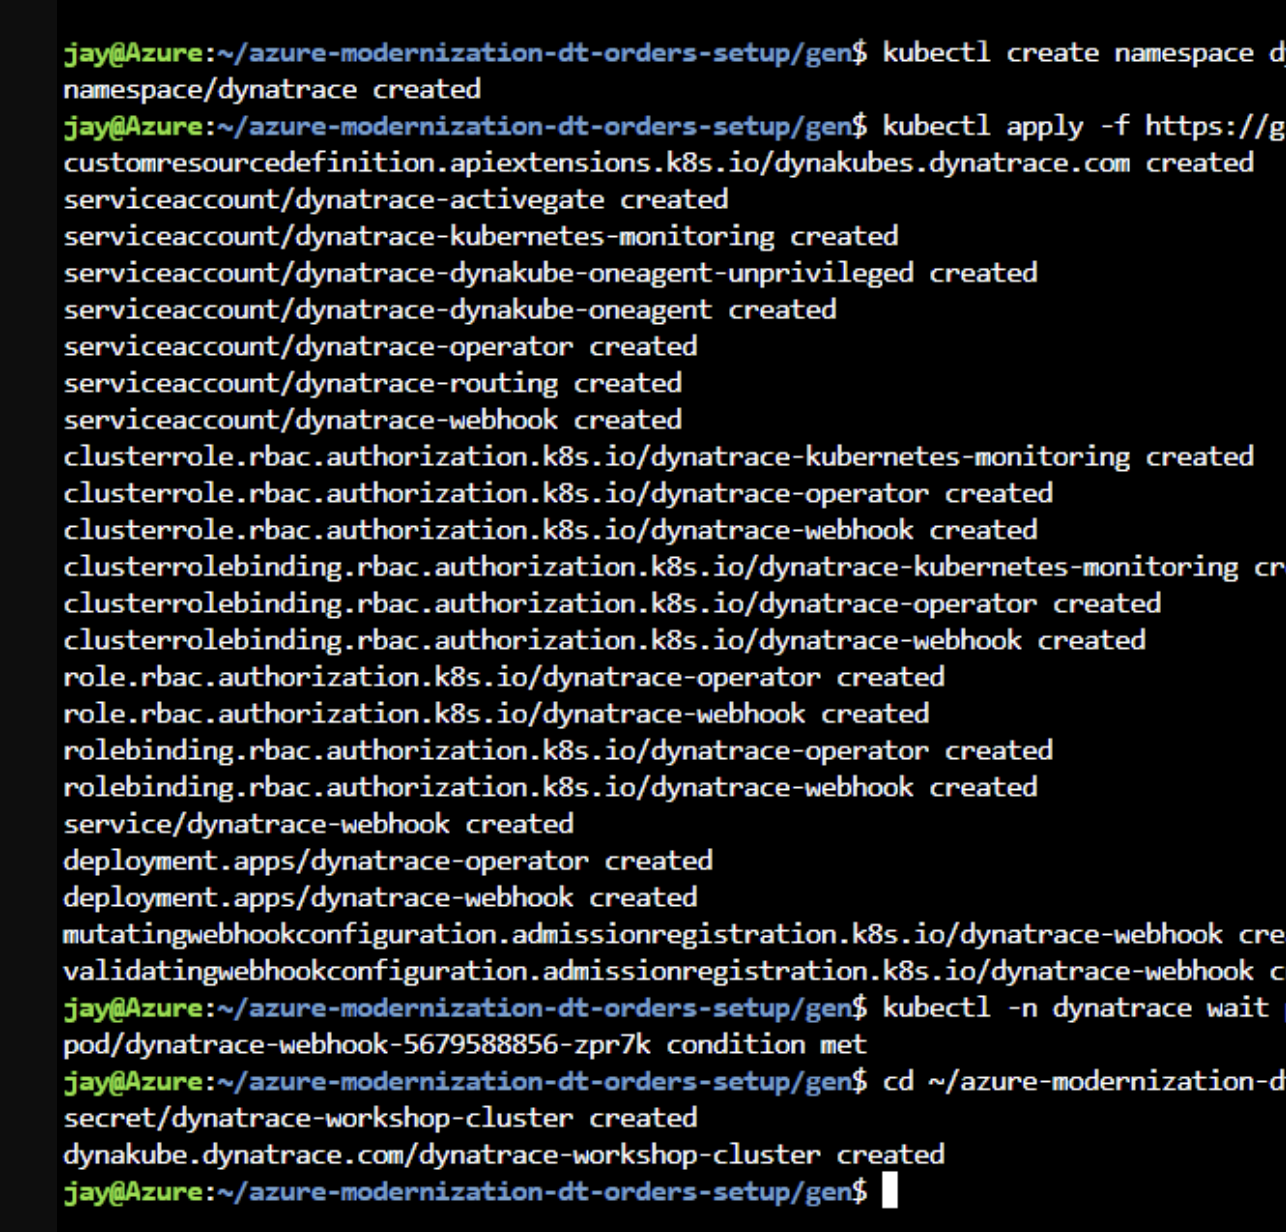 jay@Azure:~/azure-modernization-dt-orders-setup/gen$ kubectl create namespace d
namespace/dynatrace created
jay@Azure:~/azure-modernization-dt-orders-setup/gen$ kubectl apply -f https://g
customresourcedefinition.apiextensions.k8s.io/dynakubes.dynatrace.com created
serviceaccount/dynatrace-activegate created
serviceaccount/dynatrace-kubernetes-monitoring created
serviceaccount/dynatrace-dynakube-oneagent-unprivileged created
serviceaccount/dynatrace-dynakube-oneagent created
serviceaccount/dynatrace-operator created
serviceaccount/dynatrace-routing created
serviceaccount/dynatrace-webhook created
clusterrole.rbac.authorization.k8s.io/dynatrace-kubernetes-monitoring created
clusterrole.rbac.authorization.k8s.io/dynatrace-operator created
clusterrole.rbac.authorization.k8s.io/dynatrace-webhook created
clusterrolebinding.rbac.authorization.k8s.io/dynatrace-kubernetes-monitoring cr
clusterrolebinding.rbac.authorization.k8s.io/dynatrace-operator created
clusterrolebinding.rbac.authorization.k8s.io/dynatrace-webhook created
role.rbac.authorization.k8s.io/dynatrace-operator created
role.rbac.authorization.k8s.io/dynatrace-webhook created
rolebinding.rbac.authorization.k8s.io/dynatrace-operator created
rolebinding.rbac.authorization.k8s.io/dynatrace-webhook created
service/dynatrace-webhook created
deployment.apps/dynatrace-operator created
deployment.apps/dynatrace-webhook created
mutatingwebhookconfiguration.admissionregistration.k8s.io/dynatrace-webhook cre
validatingwebhookconfiguration.admissionregistration.k8s.io/dynatrace-webhook c
jay@Azure:~/azure-modernization-dt-orders-setup/gen$ kubectl -n dynatrace wait
pod/dynatrace-webhook-5679588856-zpr7k condition met
jay@Azure:~/azure-modernization-dt-orders-setup/gen$ cd ~/azure-modernization-d
secret/dynatrace-workshop-cluster created
dynakube.dynatrace.com/dynatrace-workshop-cluster created
jay@Azure:~/azure-modernization-dt-orders-setup/gen$